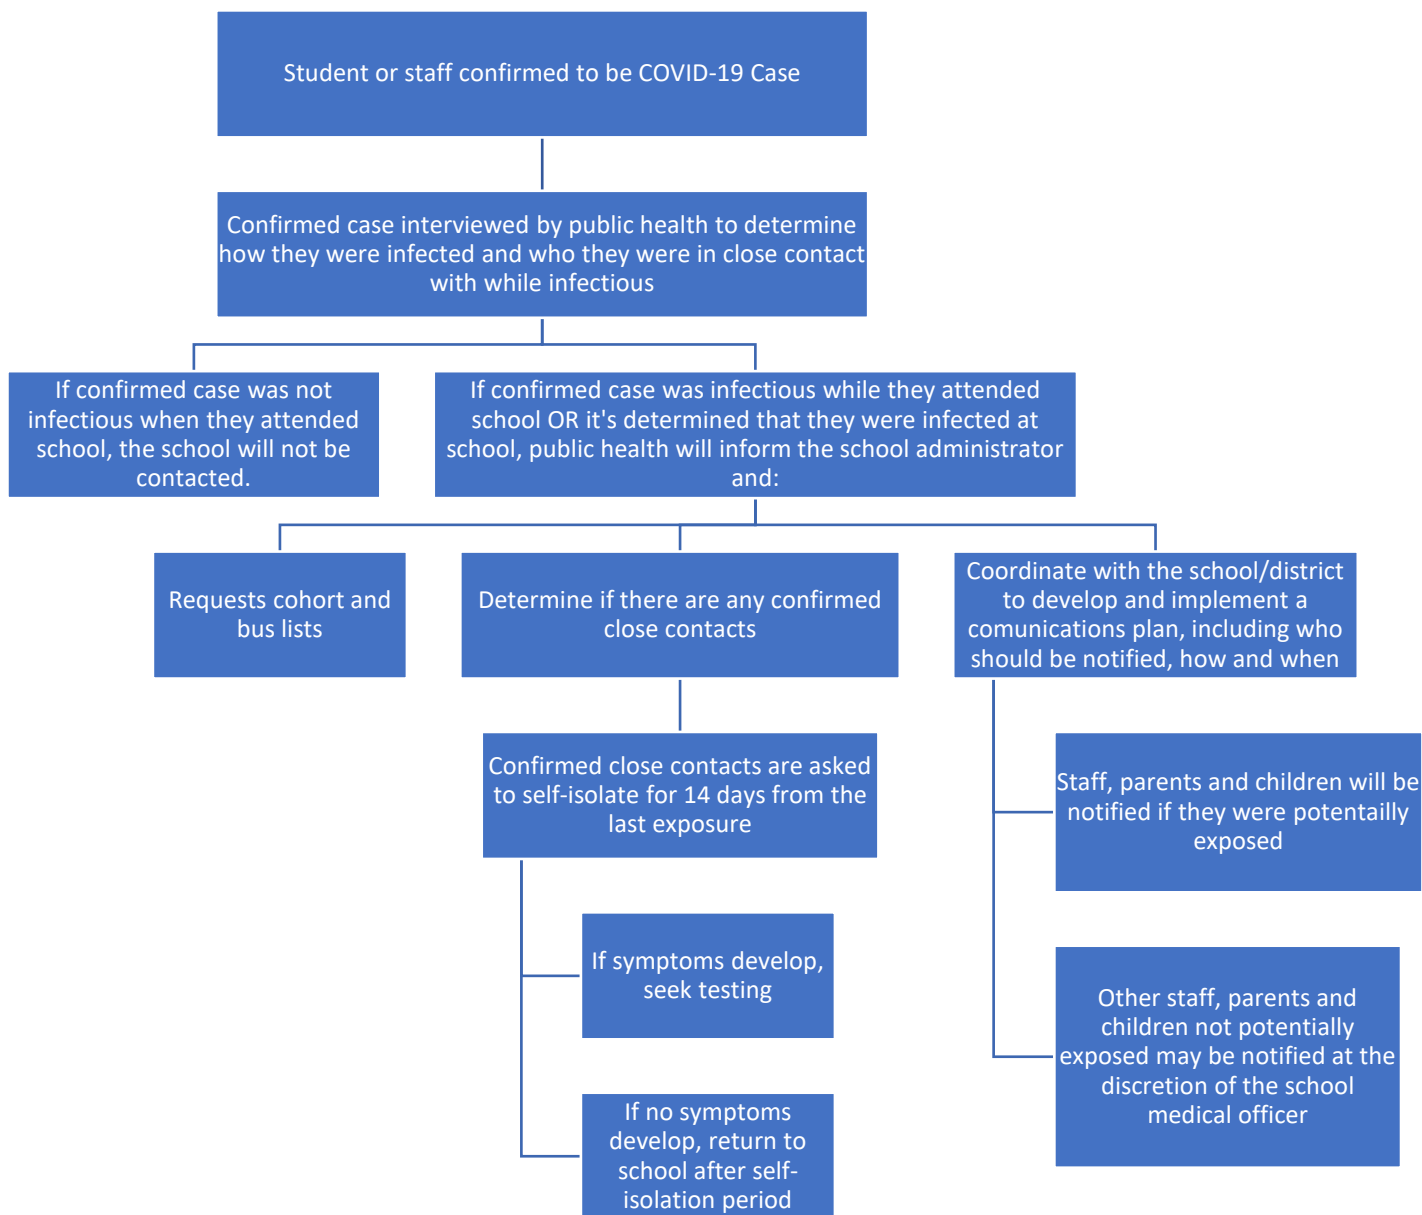 Student or staff confirmed to be COVID-19 Case
Confirmed case interviewed by public health to determine
how they were infected and who they were in close contact
with while infectious
If confirmed case was not
infectious when they attended
school, the school will not be
contacted.
If confirmed case was infectious while they attended
school OR it's determined that they were infected at
school, public health will inform the school administrator
and:
Requests cohort and
bus lists
Determine if there are any confirmed
close contacts
Coordinate with the school/district
to develop and implement a
comunications plan, including who
should be notified, how and when
Confirmed close contacts are asked
to self-isolate for 14 days from the
last exposure
Staff, parents and children will be
notified if they were potentailly
exposed
If symptoms develop,
seek testing
Other staff, parents and
children not potentially
exposed may be notified at the
discretion of the school
medical officer
If no symptoms
develop, return to
school after self-
isolation period